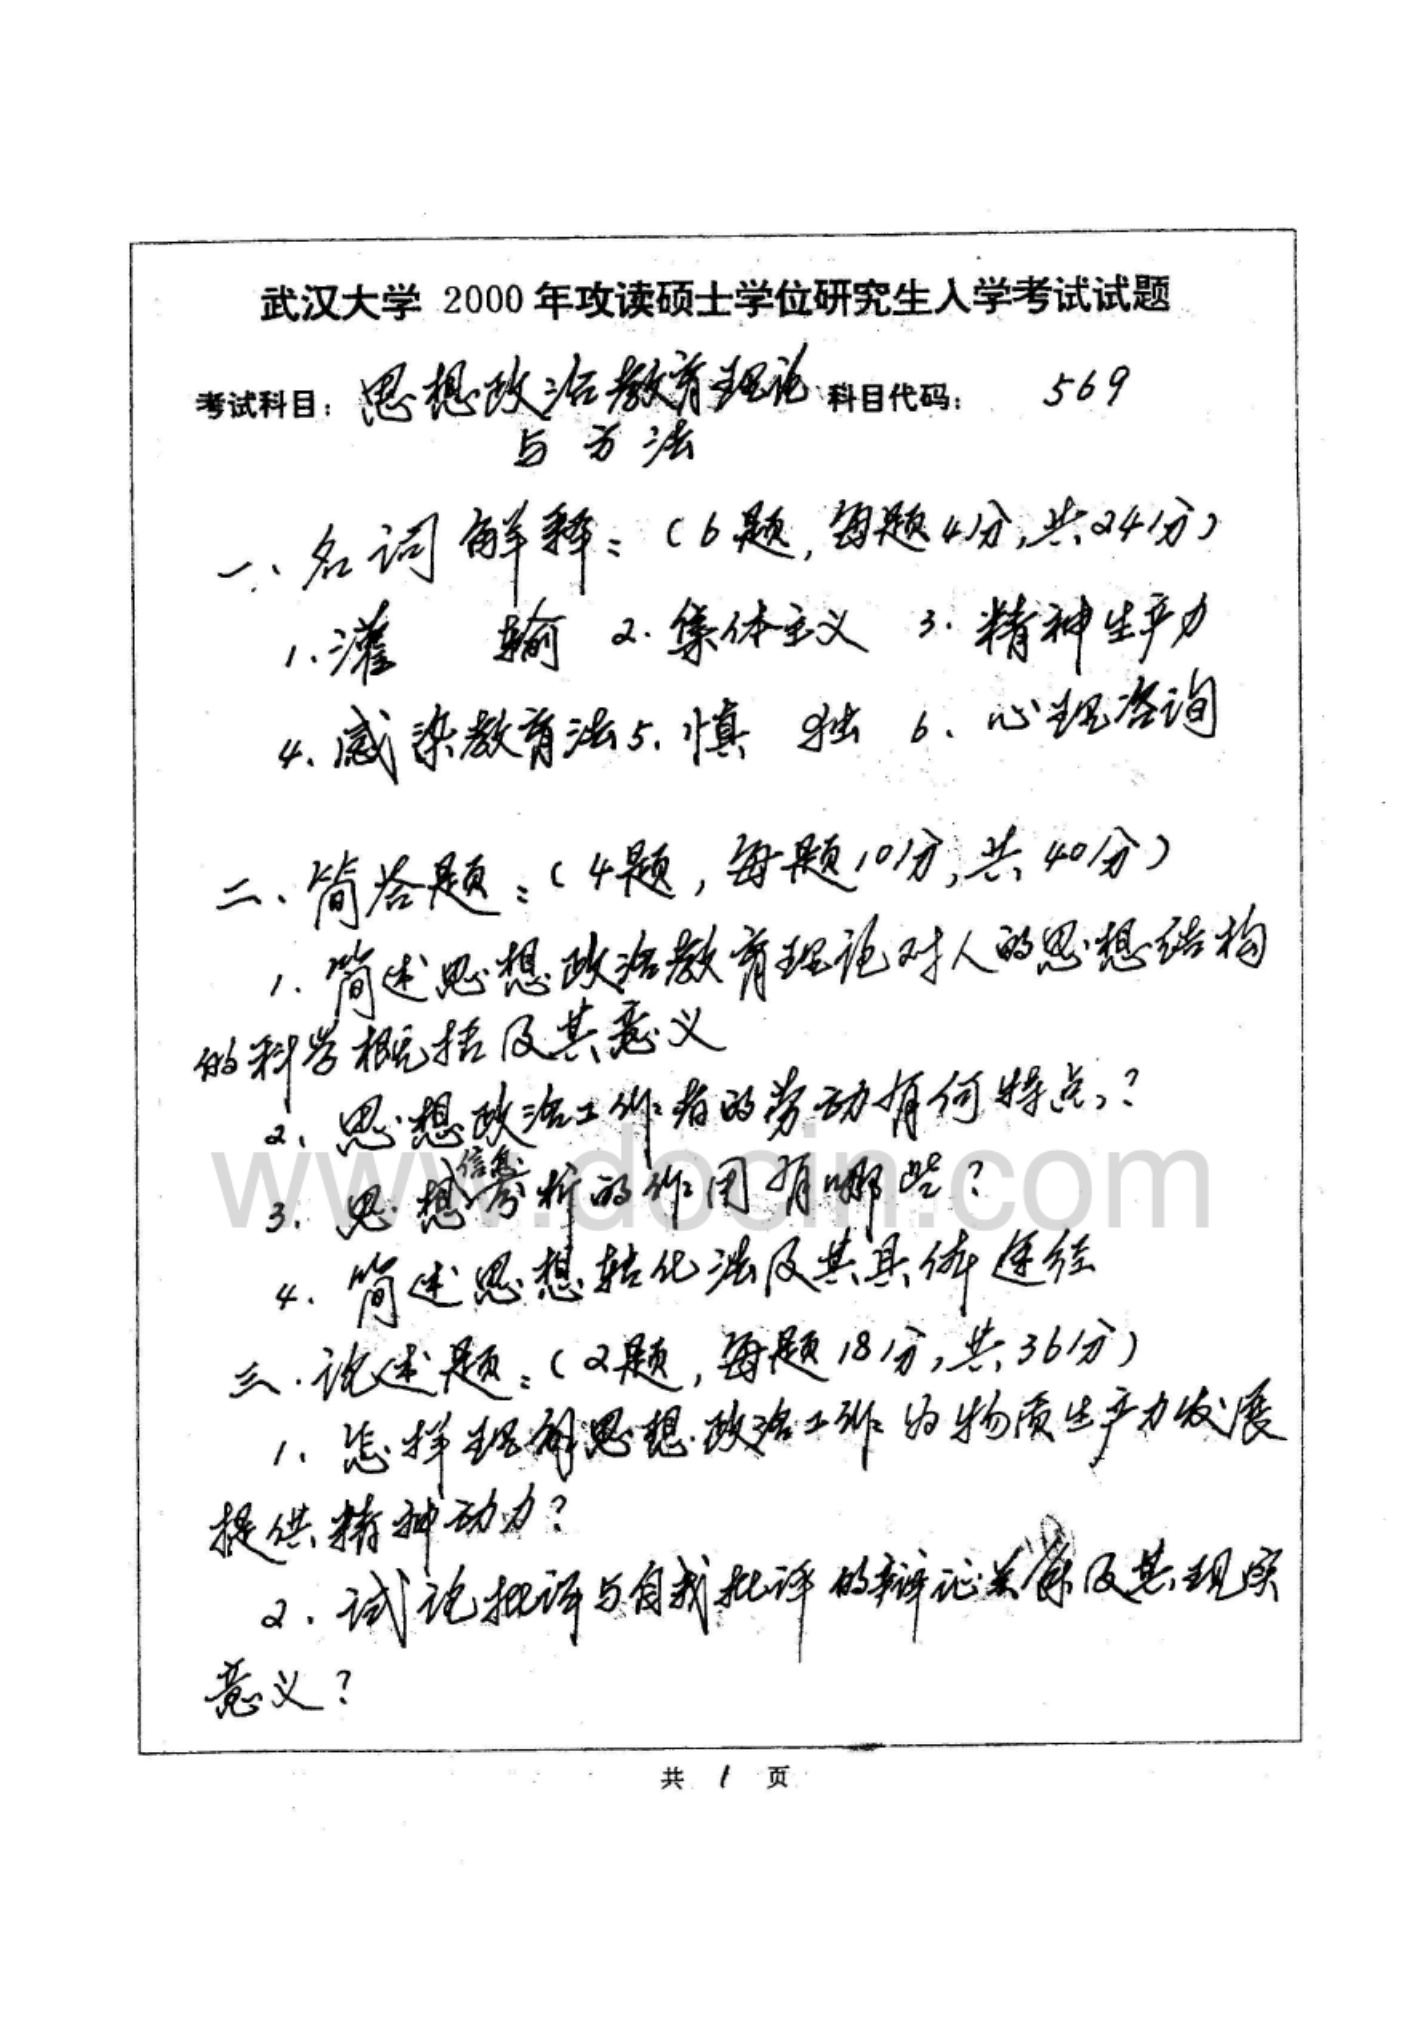 武汉大学 2000年攻读硕士学位研究生入学考试试题
考试科目：思想政治教育理论 科目代码： 569
与方法
一、名词解释：（6题，每题4分，共24分）
1. 灌 输 2. 集体主义 3. 精神生产力
4. 感染教育法 5. 慎 独 6. 心理咨询
二、简答题：（4题，每题10分，共40分）
1. 简述思想政治教育理论对人的思想结构
的科学概括及其意义
2. 思想政治工作者的劳动有何特点？
www.docin.com
3. 思想信息分析的作用有哪些？
4. 简述思想转化法及其具体途径
三、论述题：（2题，每题18分，共36分）
1. 怎样理解思想政治工作为物质生产力发展
提供精神动力？
2. 试论批评与自我批评的辩证关系及其现实
意义？
共 1 页